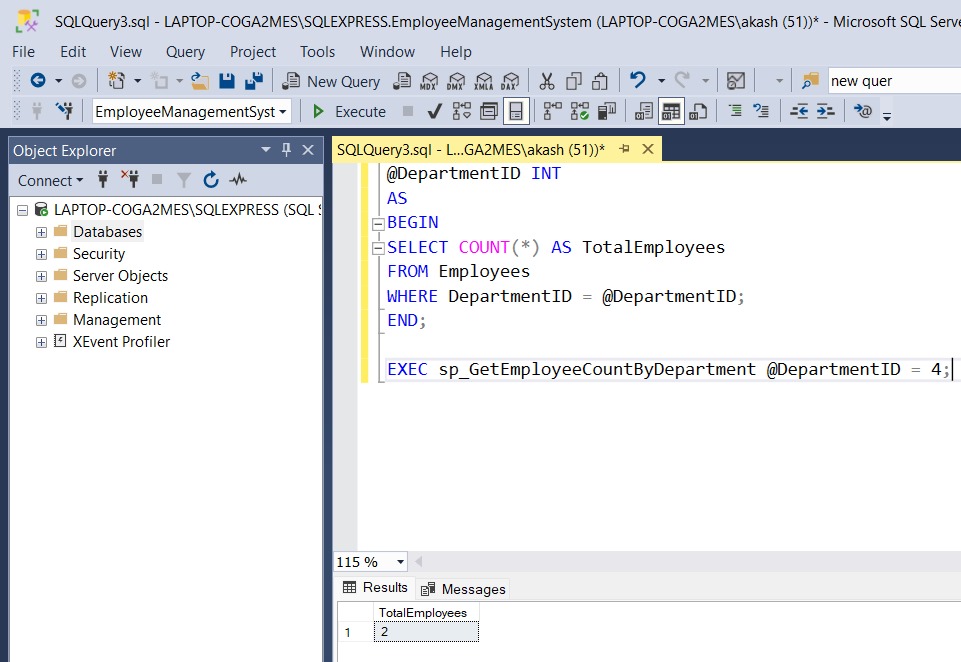 SQLQuery3.sql - LAPTOP-COGA2MES\SQLEXPRESS.EmployeeManagementSystem (LAPTOP-COGA2MES\akash (51))* - Microsoft SQL Serve
File Edit View Query Project Tools Window Help
New Query MDX DMX XMLA DAX new quer
EmployeeManagementSyst Execute
Object Explorer
SQLQuery3.sql - L...GA2MES\akash (51))*
Connect
LAPTOP-COGA2MES\SQLEXPRESS (SQL S
Databases
Security
Server Objects
Replication
Management
XEvent Profiler
@DepartmentID INT
AS
BEGIN
SELECT COUNT(*) AS TotalEmployees
FROM Employees
WHERE DepartmentID = @DepartmentID;
END;
EXEC sp_GetEmployeeCountByDepartment @DepartmentID = 4;
115 %
Results Messages
TotalEmployees
1 2